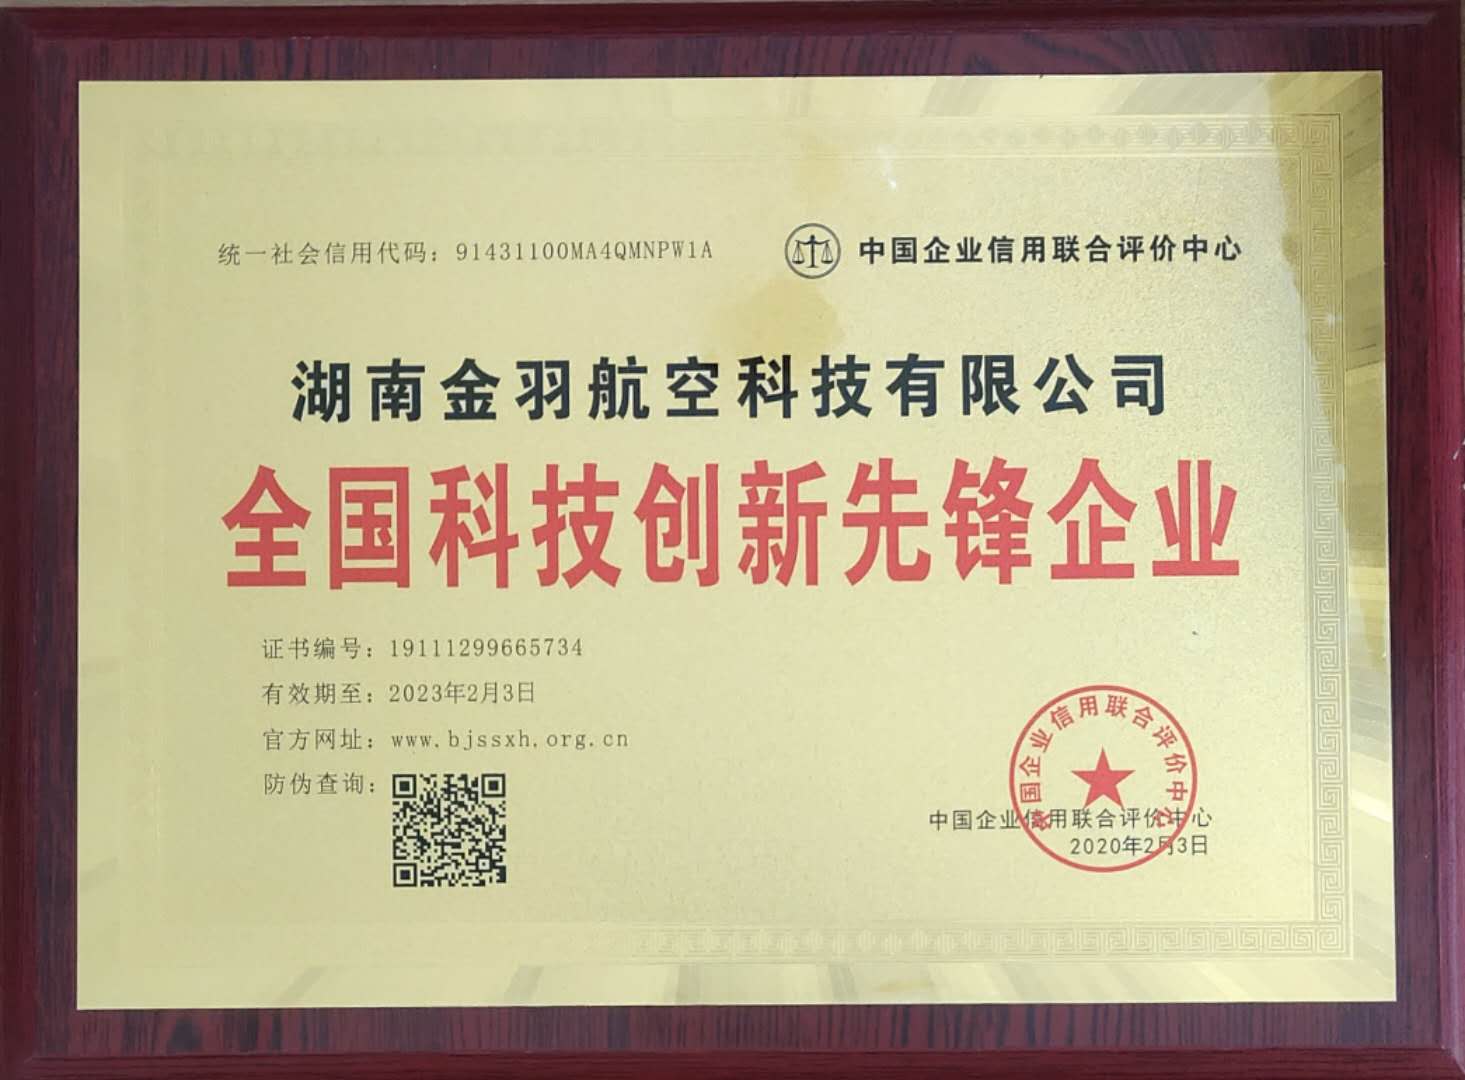 统一社会信用代码：91431100MA4QMNPW1A
中国企业信用联合评价中心
湖南金羽航空科技有限公司
全国科技创新先锋企业
证书编号：19111299665734
有效期至：2023年2月3日
官方网址：www.bjssxh.org.cn
防伪查询：
中国企业信用联合评价中心
中国企业信用联合评价中心
2020年2月3日